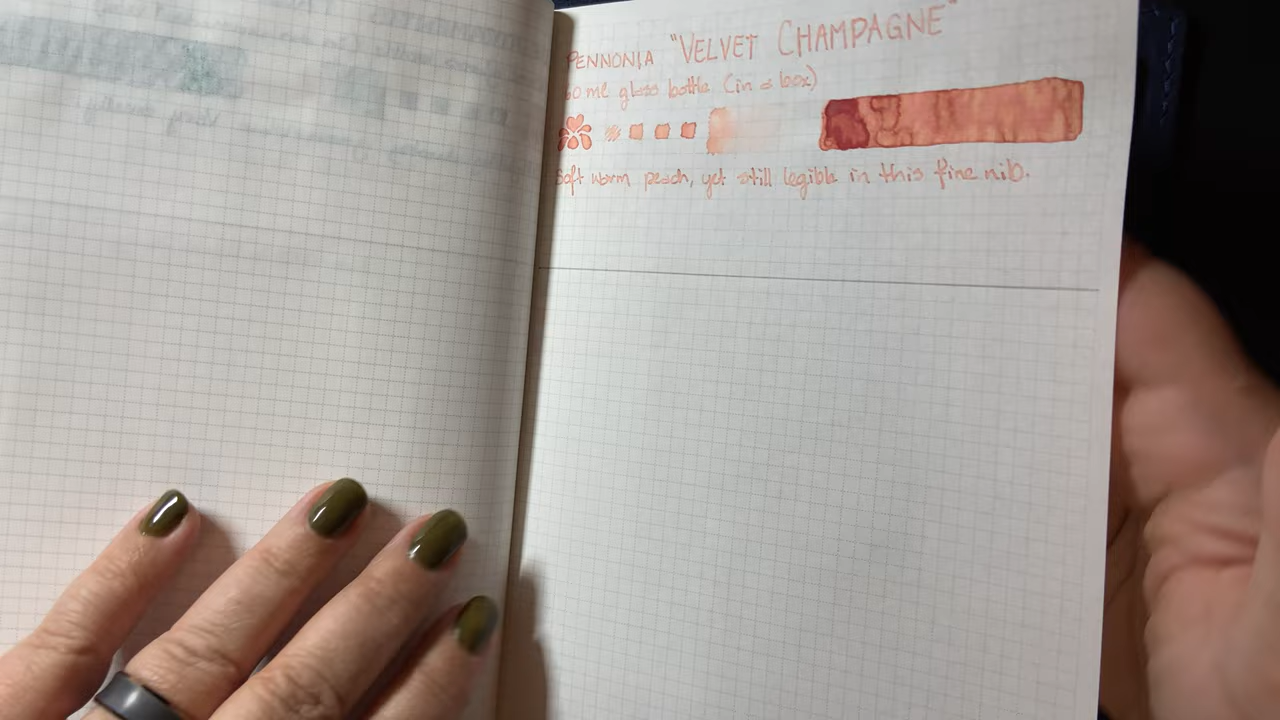 PENNONIA "VELVET CHAMPAGNE"
60 ml glass bottle (in a box)
Soft warm peach, yet still legible in this fine nib.